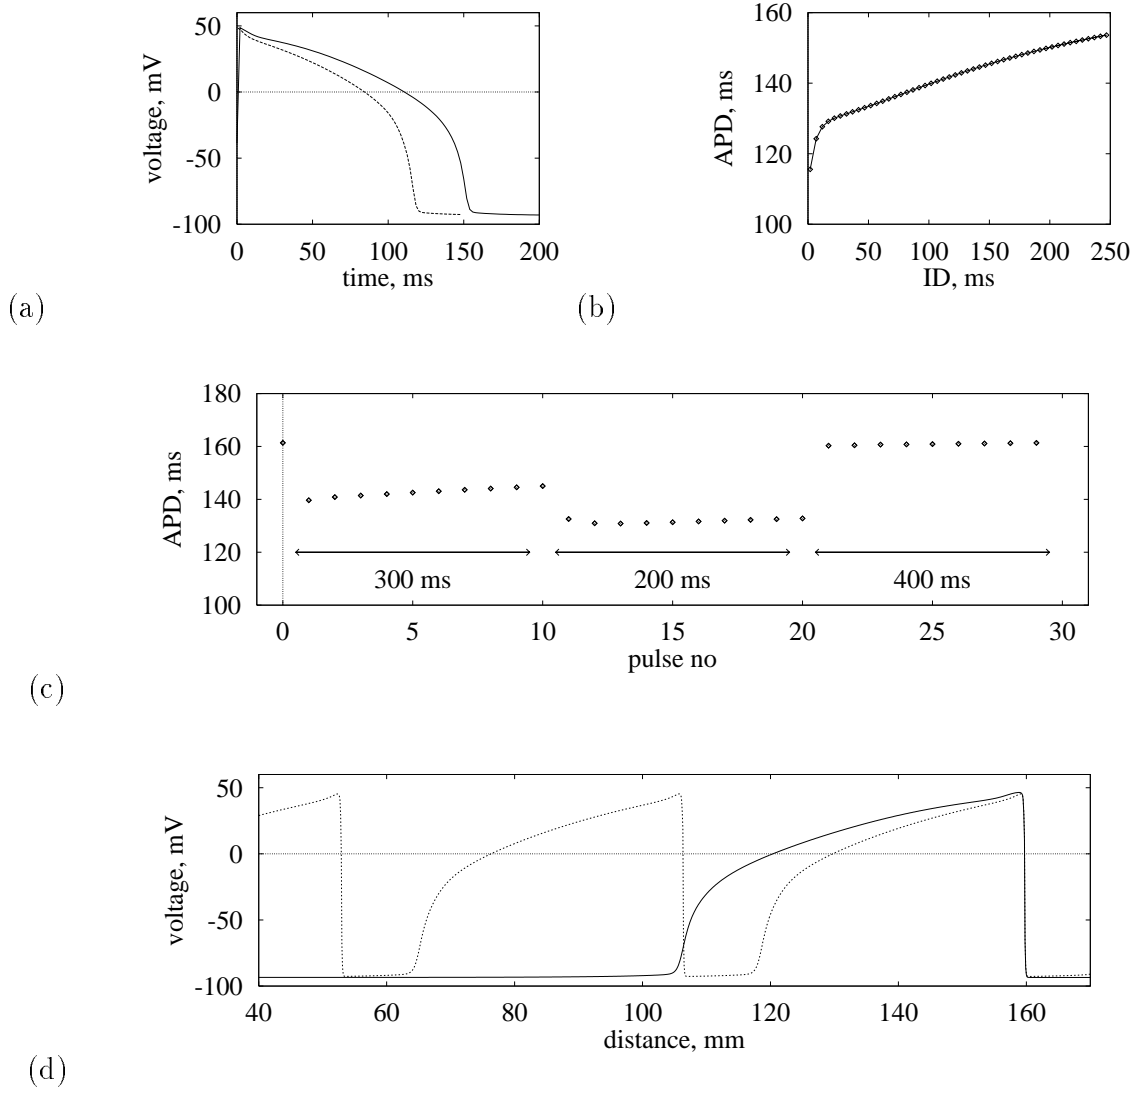 50
0
-50
-100
voltage, mV
0 50 100 150 200
time, ms
(a)
160
140
120
100
APD, ms
0 50 100 150 200 250
ID, ms
(b)
180
160
140
120
100
APD, ms
300 ms 200 ms 400 ms
0 5 10 15 20 25 30
pulse no
(c)
50
0
-50
-100
voltage, mV
40 60 80 100 120 140 160
distance, mm
(d)